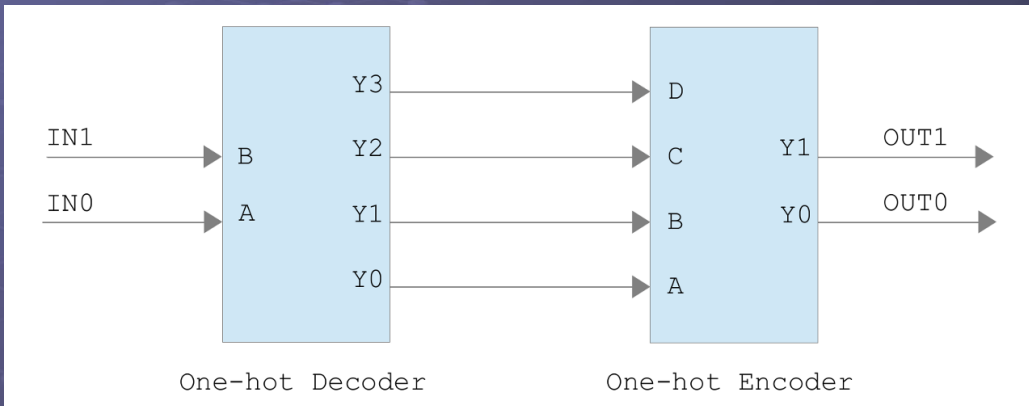 Y3
D
IN1
Y2
Y1
OUT1
B
C
IN0
Y1
Y0
OUT0
A
B
Y0
A
One-hot Decoder
One-hot Encoder